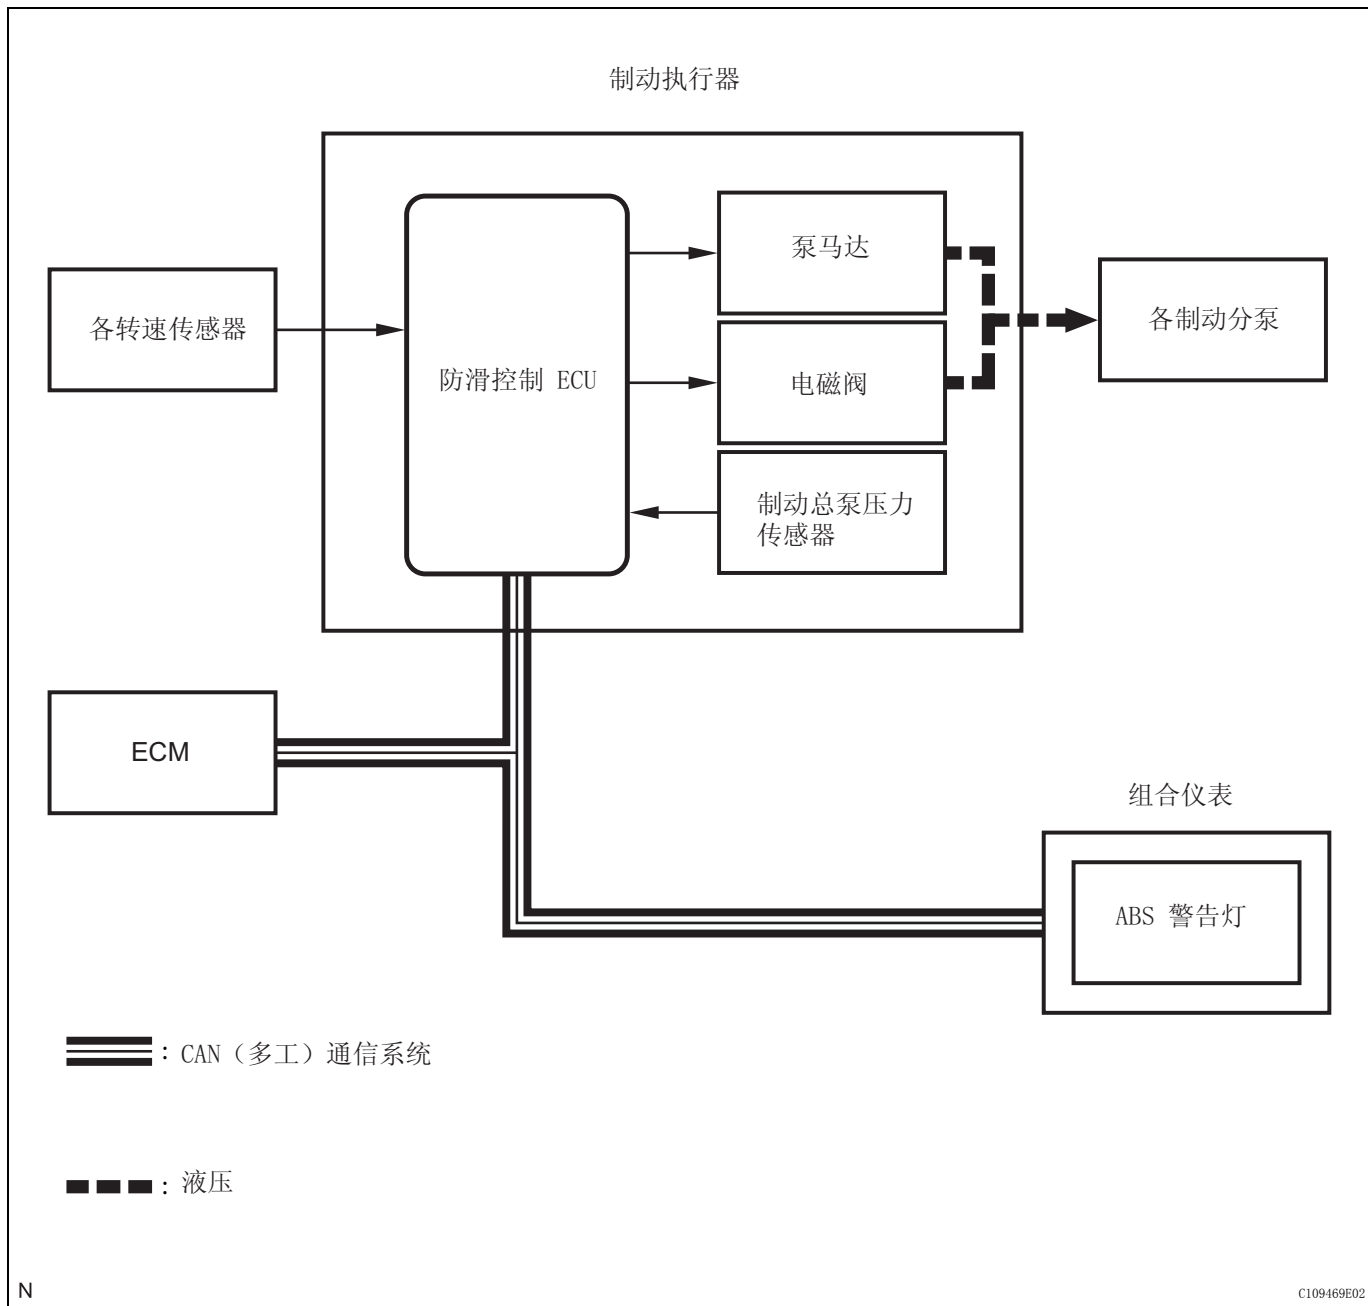 制动执行器
泵马达
各转速传感器
各制动分泵
防滑控制 ECU
电磁阀
制动总泵压力
传感器
ECM
组合仪表
ABS 警告灯
：CAN（多工）通信系统
：液压
N
C109469E02